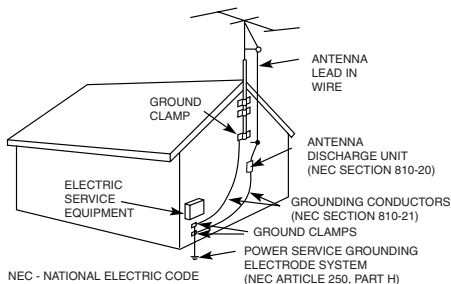 ANTENNA
LEAD IN
WIRE
GROUND
CLAMP
ANTENNA
DISCHARGE UNIT
(NEC SECTION 810-20)
ELECTRIC
SERVICE
EQUIPMENT
GROUNDING CONDUCTORS
(NEC SECTION 810-21)
GROUND CLAMPS
POWER SERVICE GROUNDING
ELECTRODE SYSTEM
(NEC ARTICLE 250, PART H)
NEC - NATIONAL ELECTRIC CODE